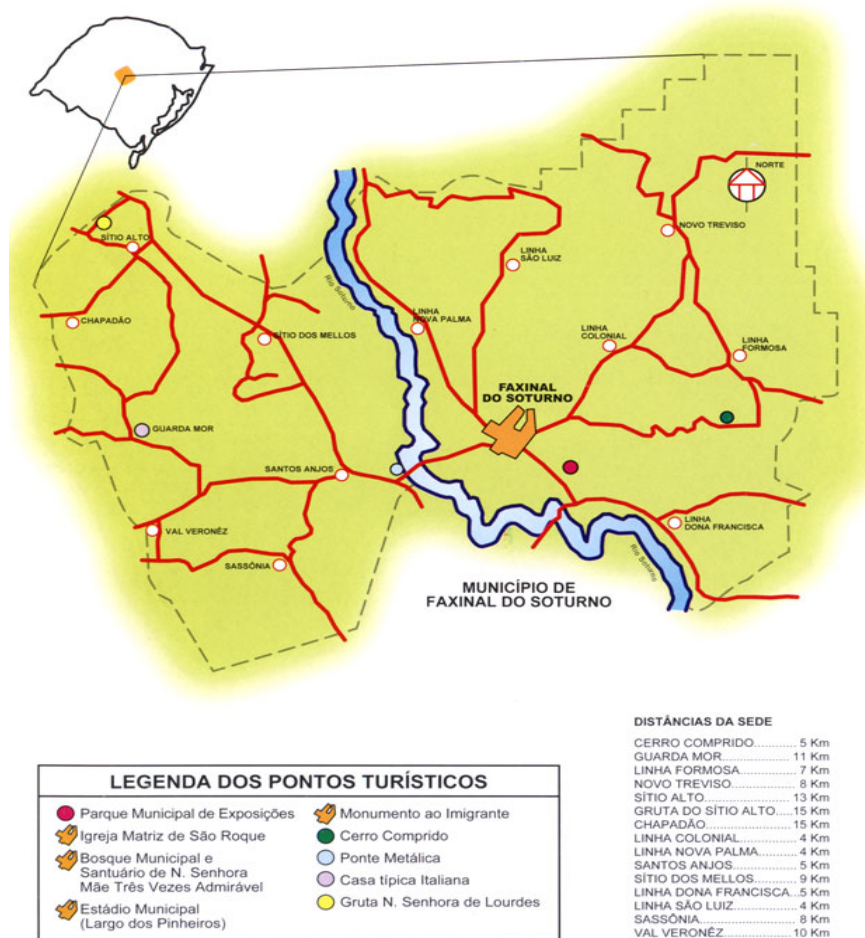 NORTE
NOVO TREVISO
SÍTIO ALTO
LINHA
SÃO LUIZ
Rio Soturno
CHAPADÃO
LINHA
NOVA PALMA
SÍTIO DOS MELLOS
LINHA
COLONIAL
LINHA
FORMOSA
FAXINAL
DO SOTURNO
GUARDA MOR
SANTOS ANJOS
VAL VERONÊZ
LINHA
DONA FRANCISCA
SASSÔNIA
Rio Soturno
MUNICÍPIO DE
FAXINAL DO SOTURNO
LEGENDA DOS PONTOS TURÍSTICOS
Parque Municipal de Exposições
Igreja Matriz de São Roque
Bosque Municipal e
Santuário de N. Senhora
Mãe Três Vezes Admirável
Estádio Municipal
(Largo dos Pinheiros)
Monumento ao Imigrante
Cerro Comprido
Ponte Metálica
Casa típica Italiana
Gruta N. Senhora de Lourdes
DISTÂNCIAS DA SEDE
CERRO COMPRIDO.......... 5 Km
GUARDA MOR.................. 11 Km
LINHA FORMOSA............. 7 Km
NOVO TREVISO................ 8 Km
SÍTIO ALTO....................... 13 Km
GRUTA DO SÍTIO ALTO....15 Km
CHAPADÃO...................... 15 Km
LINHA COLONIAL............. 4 Km
LINHA NOVA PALMA........ 4 Km
SANTOS ANJOS................ 5 Km
SÍTIO DOS MELLOS.......... 9 Km
LINHA DONA FRANCISCA..5 Km
LINHA SÃO LUIZ............... 4 Km
SASSÔNIA........................ 8 Km
VAL VERONÊZ.................. 10 Km